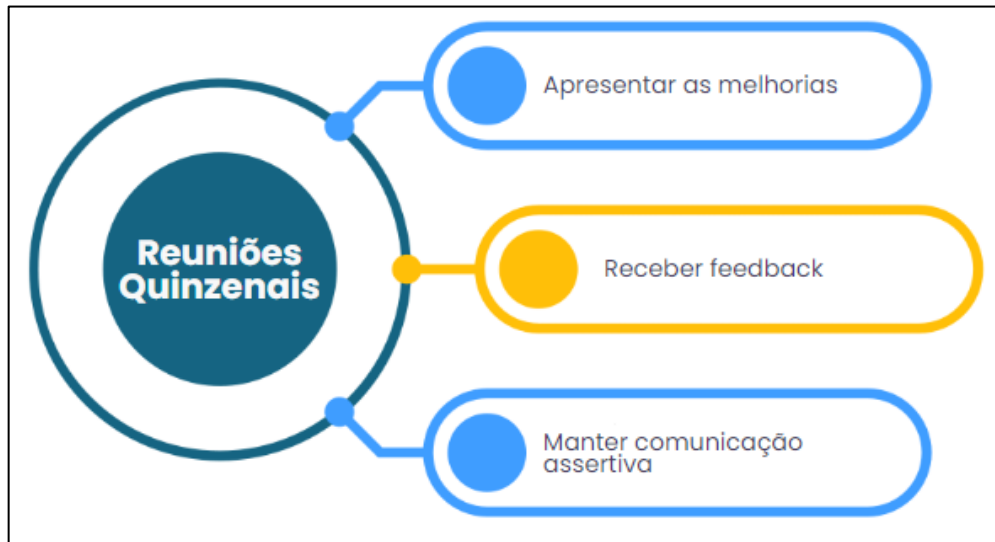 Reuniões
Quinzenais
Apresentar as melhorias
Receber feedback
Manter comunicação
assertiva